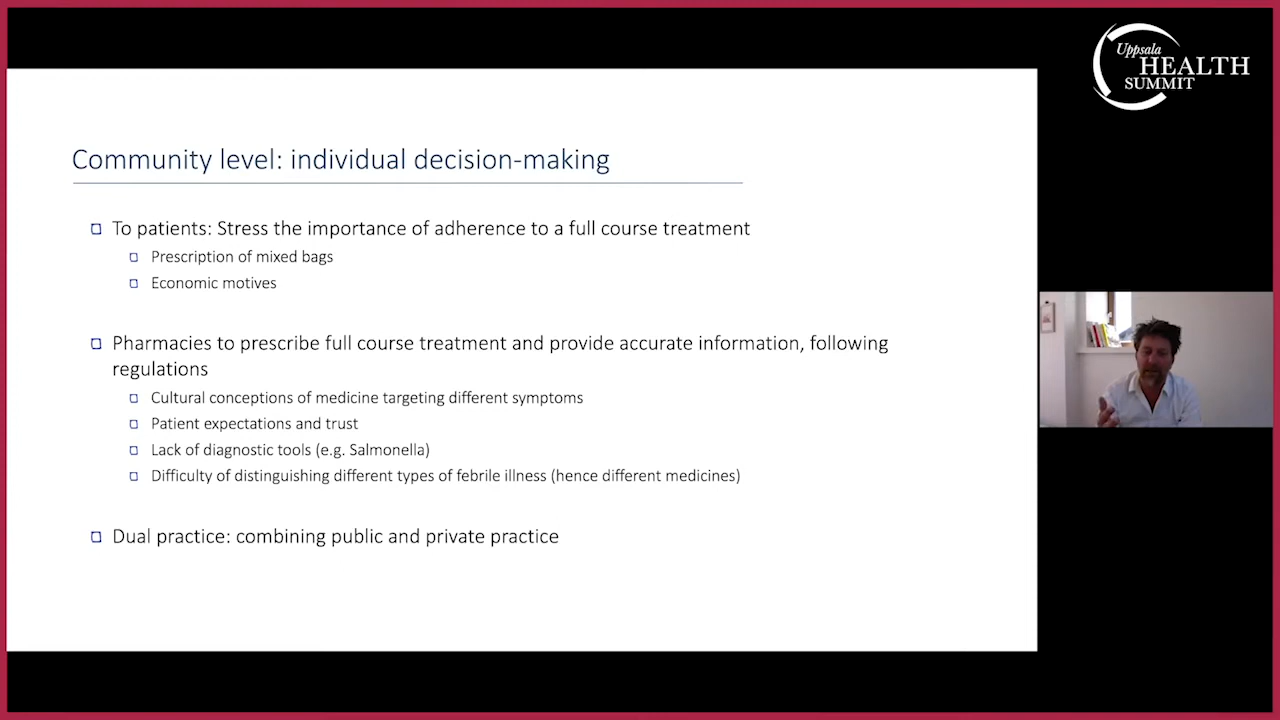 Uppsala
HEALTH
SUMMIT
Community level: individual decision-making
To patients: Stress the importance of adherence to a full course treatment
Prescription of mixed bags
Economic motives
Pharmacies to prescribe full course treatment and provide accurate information, following
regulations
Cultural conceptions of medicine targeting different symptoms
Patient expectations and trust
Lack of diagnostic tools (e.g. Salmonella)
Difficulty of distinguishing different types of febrile illness (hence different medicines)
Dual practice: combining public and private practice